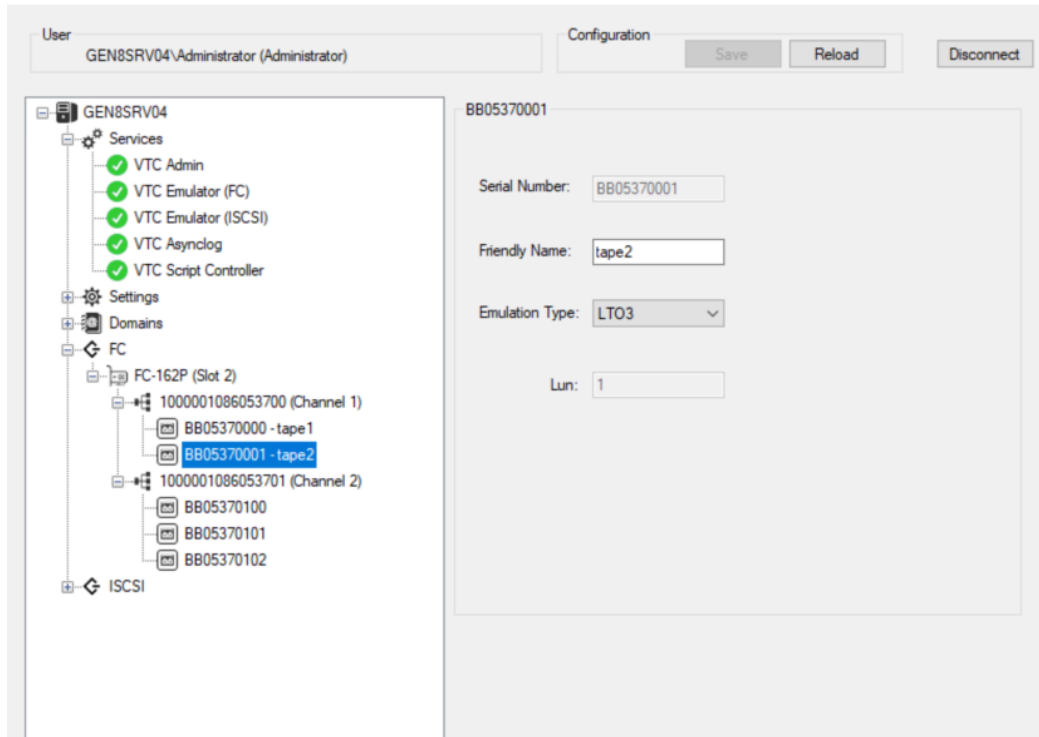 User
GEN8SRV04\Administrator (Administrator)
Configuration
Save
Reload
Disconnect
GEN8SRV04
Services
VTC Admin
VTC Emulator (FC)
VTC Emulator (ISCSI)
VTC Asynclog
VTC Script Controller
Settings
Domains
FC
FC-162P (Slot 2)
1000001086053700 (Channel 1)
BB05370000 - tape1
BB05370001 - tape2
1000001086053701 (Channel 2)
BB05370100
BB05370101
BB05370102
ISCSI
BB05370001
Serial Number: BB05370001
Friendly Name: tape2
Emulation Type: LTO3
Lun: 1